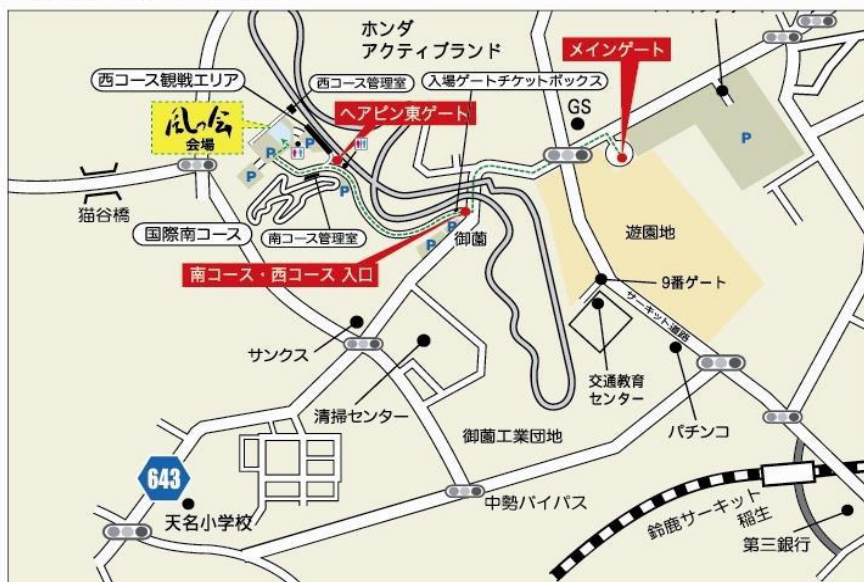 ホンダ
アクティブランド
メインゲート
西コース観戦エリア
西コース管理室
入場ゲートチケットボックス
GS
ヘアピン東ゲート
風の会
会場
P
P
P
P
P
P
猫谷橋
国際南コース
南コース管理室
御薗
遊園地
南コース・西コース 入口
9番ゲート
サーキット道路
サンクス
清掃センター
交通教育
センター
パチンコ
御薗工業団地
643
天名小学校
中勢バイパス
鈴鹿サーキット
稲生
第三銀行